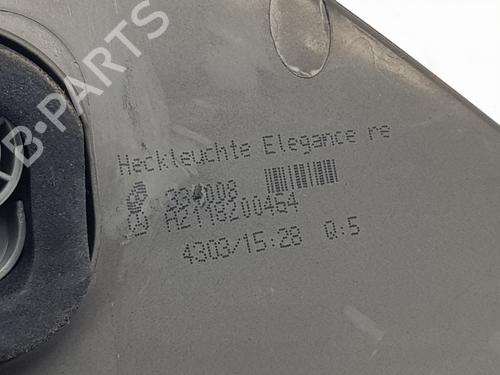 B-PARTS
Heckleuchte Elegance re
A2118200464
4303/15:28 Q:5